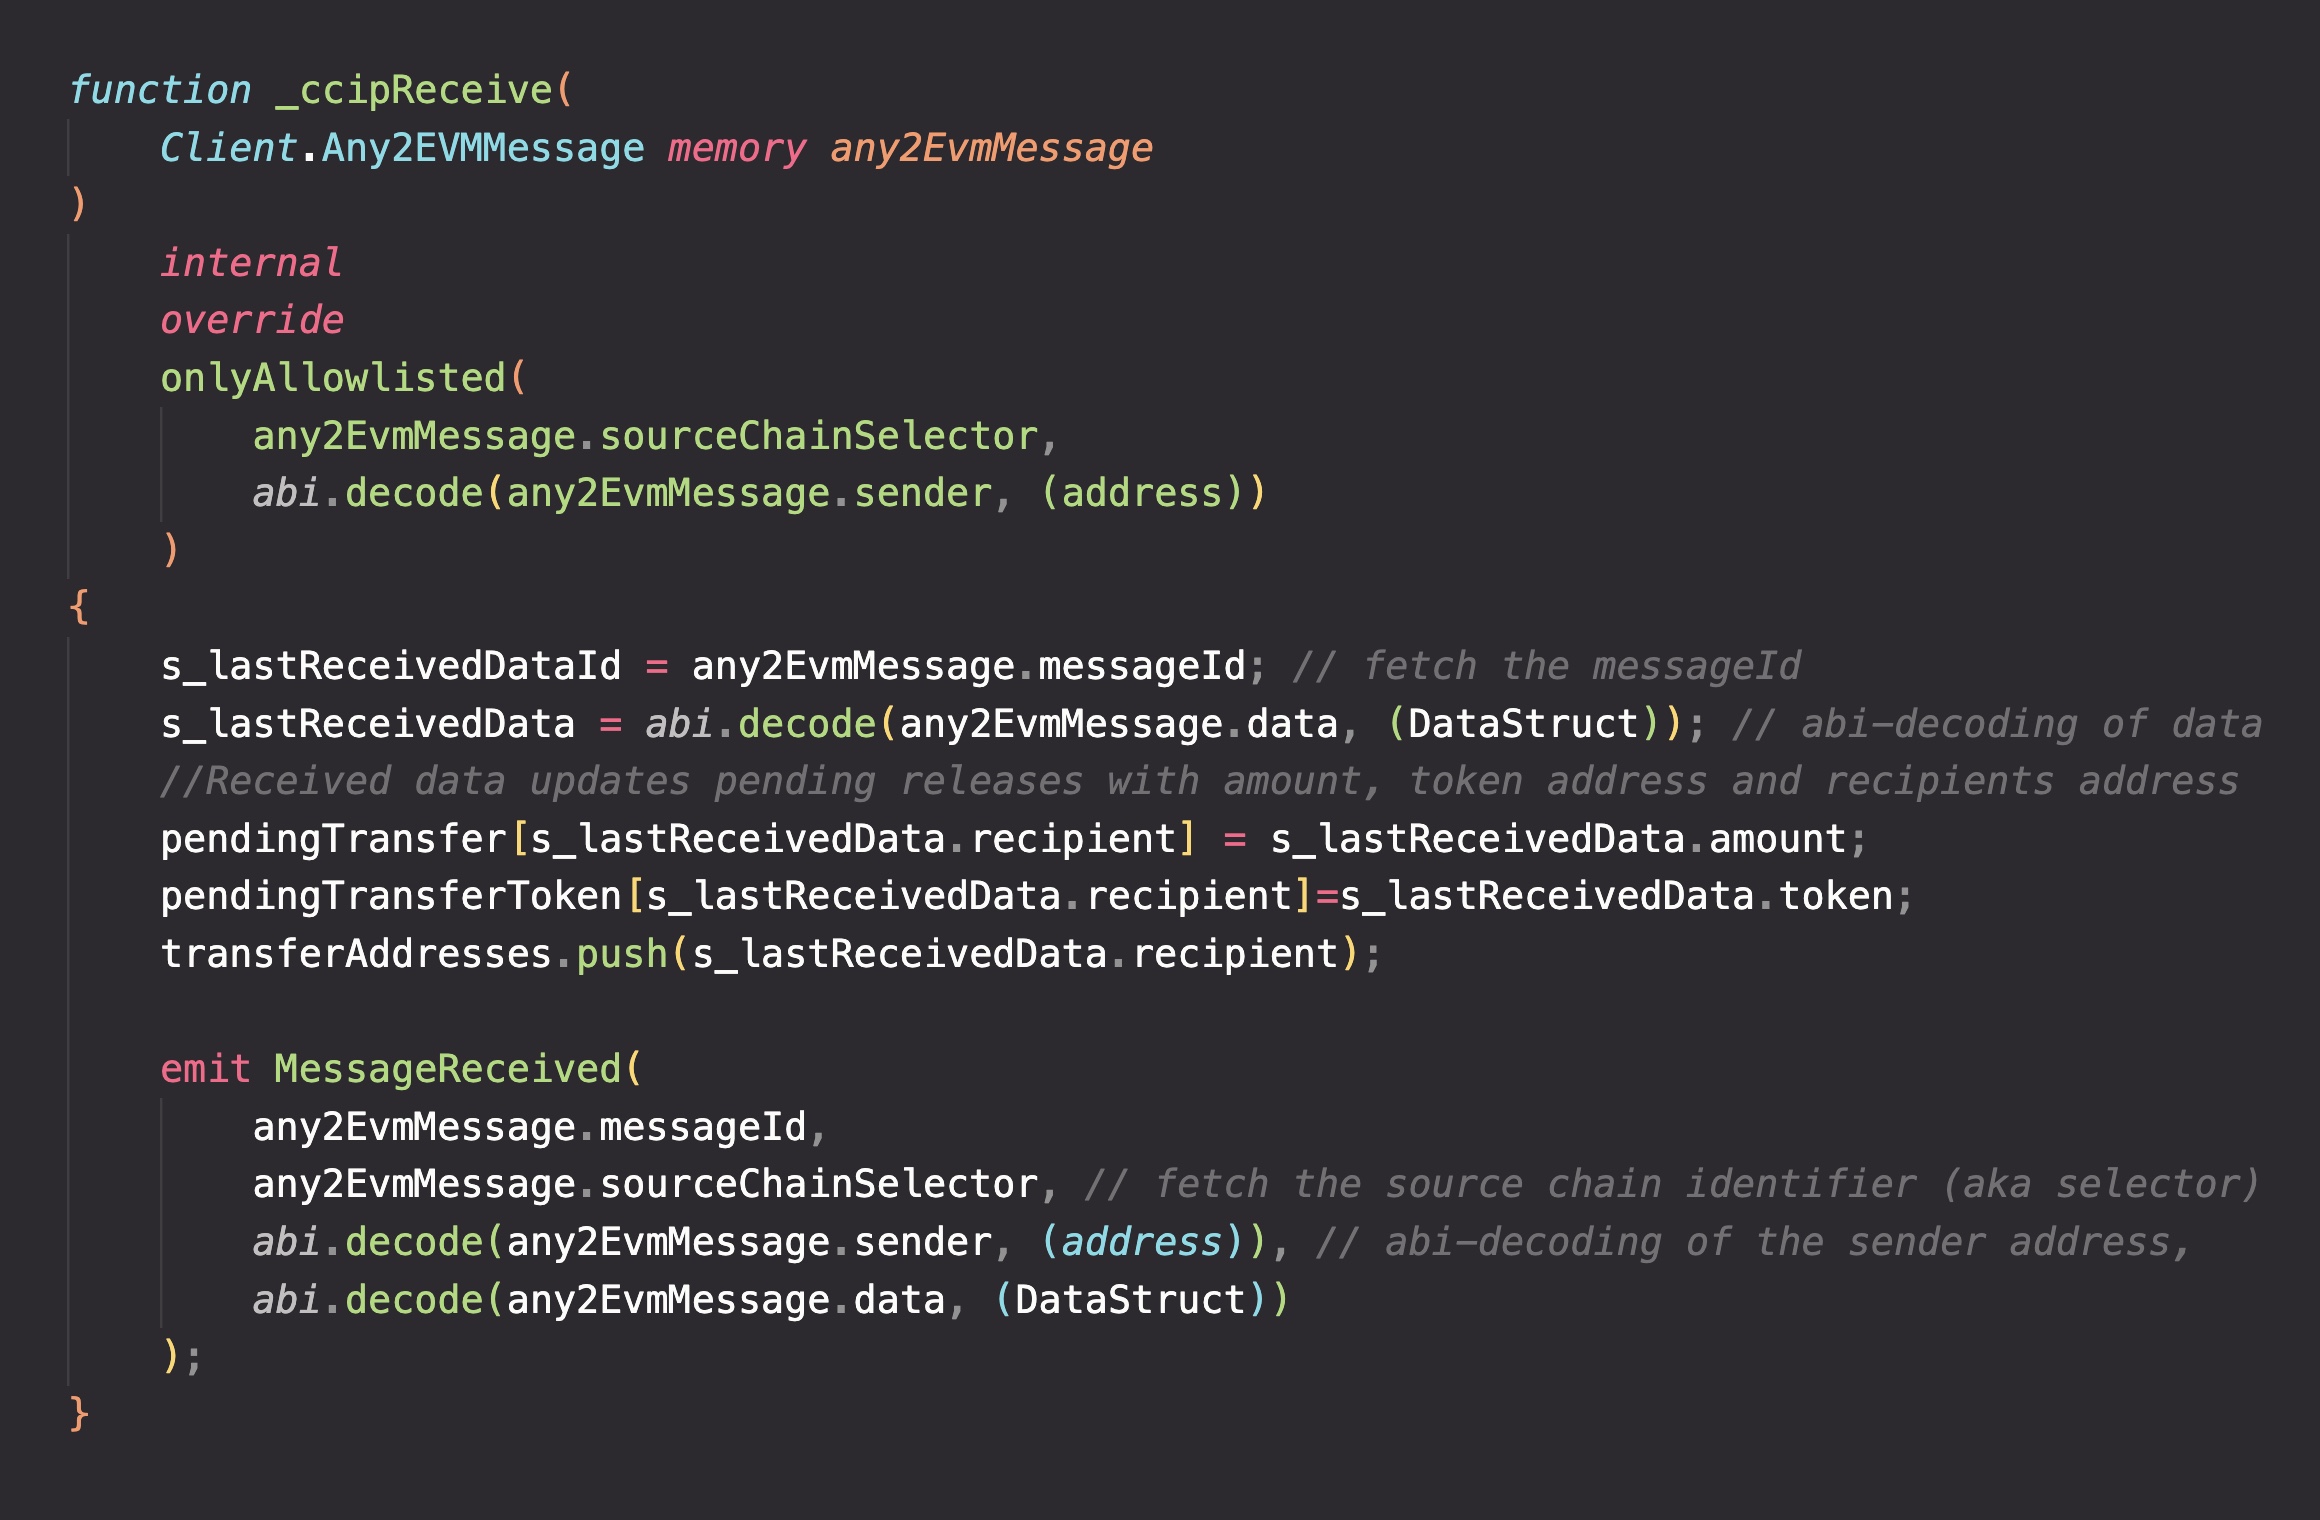 function _ccipReceive(
    Client.Any2EVMMessage memory any2EvmMessage
)
    internal
    override
    onlyAllowlisted(
        any2EvmMessage.sourceChainSelector,
        abi.decode(any2EvmMessage.sender, (address))
    )
{
    s_lastReceivedDataId = any2EvmMessage.messageId; // fetch the messageId
    s_lastReceivedData = abi.decode(any2EvmMessage.data, (DataStruct)); // abi-decoding of data
    //Received data updates pending releases with amount, token address and recipients address
    pendingTransfer[s_lastReceivedData.recipient] = s_lastReceivedData.amount;
    pendingTransferToken[s_lastReceivedData.recipient]=s_lastReceivedData.token;
    transferAddresses.push(s_lastReceivedData.recipient);

    emit MessageReceived(
        any2EvmMessage.messageId,
        any2EvmMessage.sourceChainSelector, // fetch the source chain identifier (aka selector)
        abi.decode(any2EvmMessage.sender, (address)), // abi-decoding of the sender address,
        abi.decode(any2EvmMessage.data, (DataStruct))
    );
}